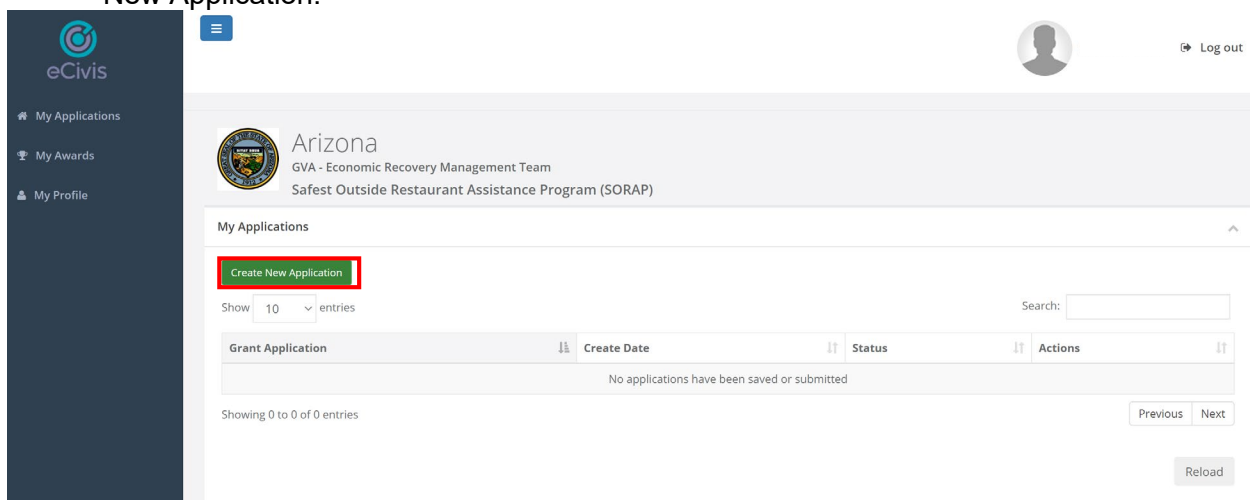 New Application.
eCivis
Log out
My Applications
My Awards
My Profile
Arizona
GVA - Economic Recovery Management Team
Safest Outside Restaurant Assistance Program (SORAP)
My Applications
Create New Application
Show 10 entries
Search:
Grant Application Create Date Status Actions
No applications have been saved or submitted
Showing 0 to 0 of 0 entries
Previous Next
Reload